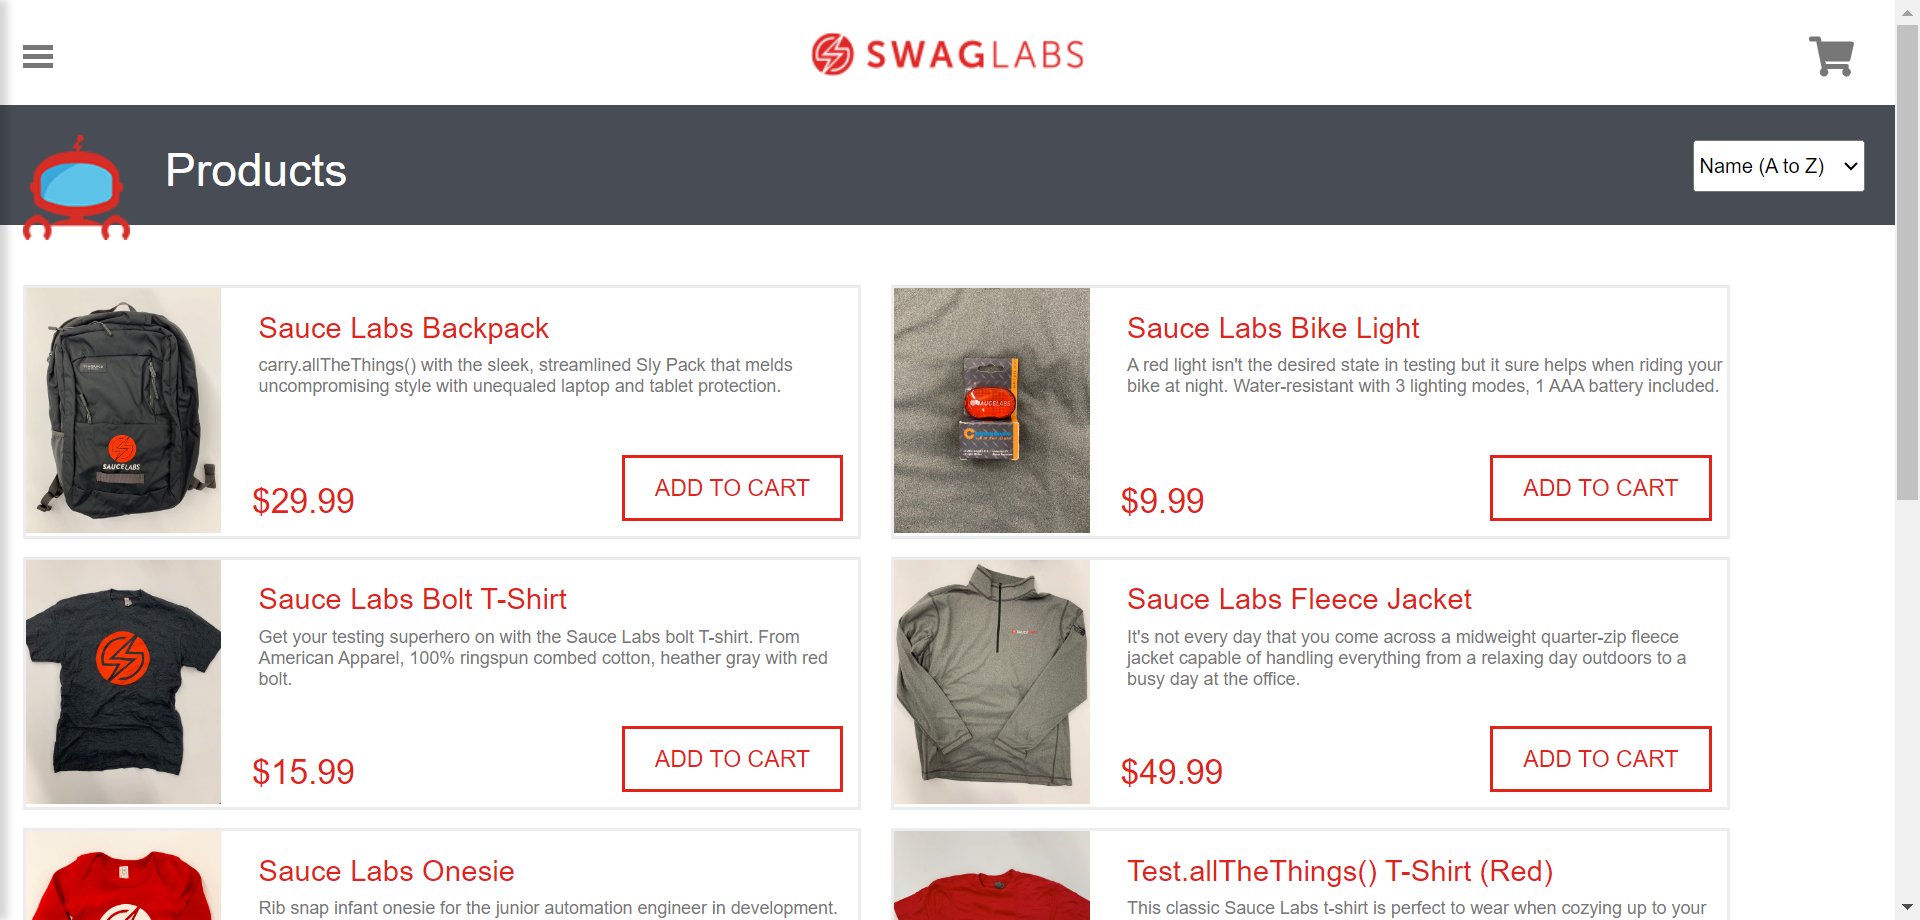 SWAGLABS
Products
Name (A to Z)
Sauce Labs Backpack
carry.allTheThings() with the sleek, streamlined Sly Pack that melds
uncompromising style with unequaled laptop and tablet protection.
$29.99
ADD TO CART
SAUCELABS
Sauce Labs Bike Light
A red light isn't the desired state in testing but it sure helps when riding your
bike at night. Water-resistant with 3 lighting modes, 1 AAA battery included.
$9.99
ADD TO CART
Sauce Labs Bolt T-Shirt
Get your testing superhero on with the Sauce Labs bolt T-shirt. From
American Apparel, 100% ringspun combed cotton, heather gray with red
bolt.
$15.99
ADD TO CART
Sauce Labs Fleece Jacket
It's not every day that you come across a midweight quarter-zip fleece
jacket capable of handling everything from a relaxing day outdoors to a
busy day at the office.
$49.99
ADD TO CART
Sauce Labs Onesie
Rib snap infant onesie for the junior automation engineer in development.
Test.allTheThings() T-Shirt (Red)
This classic Sauce Labs t-shirt is perfect to wear when cozying up to your